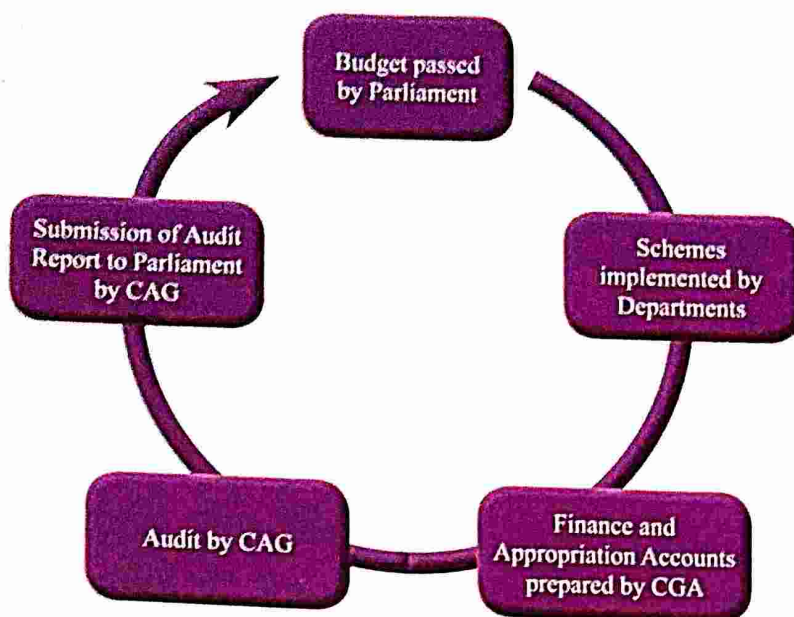 Budget passed
by Parliament
Schemes
implemented by
Departments
Finance and
Appropriation Accounts
prepared by CGA
Audit by CAG
Submission of Audit
Report to Parliament
by CAG